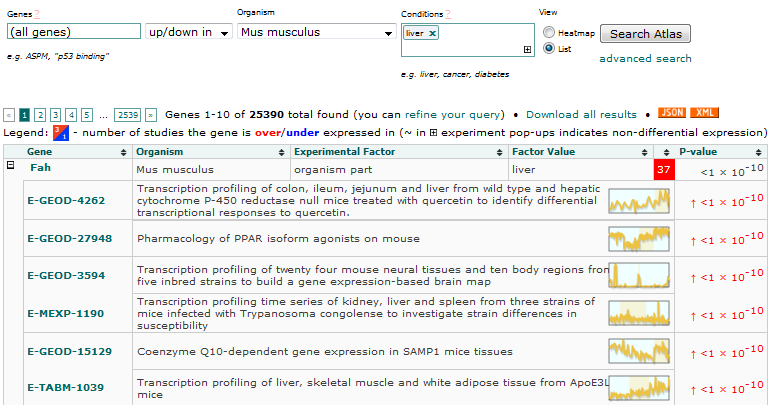 Genes ?
Organism
Conditions ?
View
(all genes)
up/down in
Mus musculus
liver ×
Heatmap
List
Search Atlas
advanced search
e.g. ASPM, "p53 binding"
e.g. liver, cancer, diabetes
« 1 2 3 4 5 ... 2539 » Genes 1-10 of 25390 total found (you can refine your query) • Download all results • JSON XML
Legend: 3 1 - number of studies the gene is over/under expressed in (~ in ⊞ experiment pop-ups indicates non-differential expression)
Gene Organism Experimental Factor Factor Value P-value
Fah Mus musculus organism part liver 37 <1 × 10-10
E-GEOD-4262 Transcription profiling of colon, ileum, jejunum and liver from wild type and hepatic
cytochrome P-450 reductase null mice treated with quercetin to identify differential
transcriptional responses to quercetin.
↑ <1 × 10-10
E-GEOD-27948 Pharmacology of PPAR isoform agonists on mouse ↑ <1 × 10-10
E-GEOD-3594 Transcription profiling of twenty four mouse neural tissues and ten body regions from
five inbred strains to build a gene expression-based brain map
↑ <1 × 10-10
E-MEXP-1190 Transcription profiling time series of kidney, liver and spleen from three strains of
mice infected with Trypanosoma congolense to investigate strain differences in
susceptibility
↑ <1 × 10-10
E-GEOD-15129 Coenzyme Q10-dependent gene expression in SAMP1 mice tissues ↑ <1 × 10-10
E-TABM-1039 Transcription profiling of liver, skeletal muscle and white adipose tissue from ApoE3L
mice
↑ <1 × 10-10